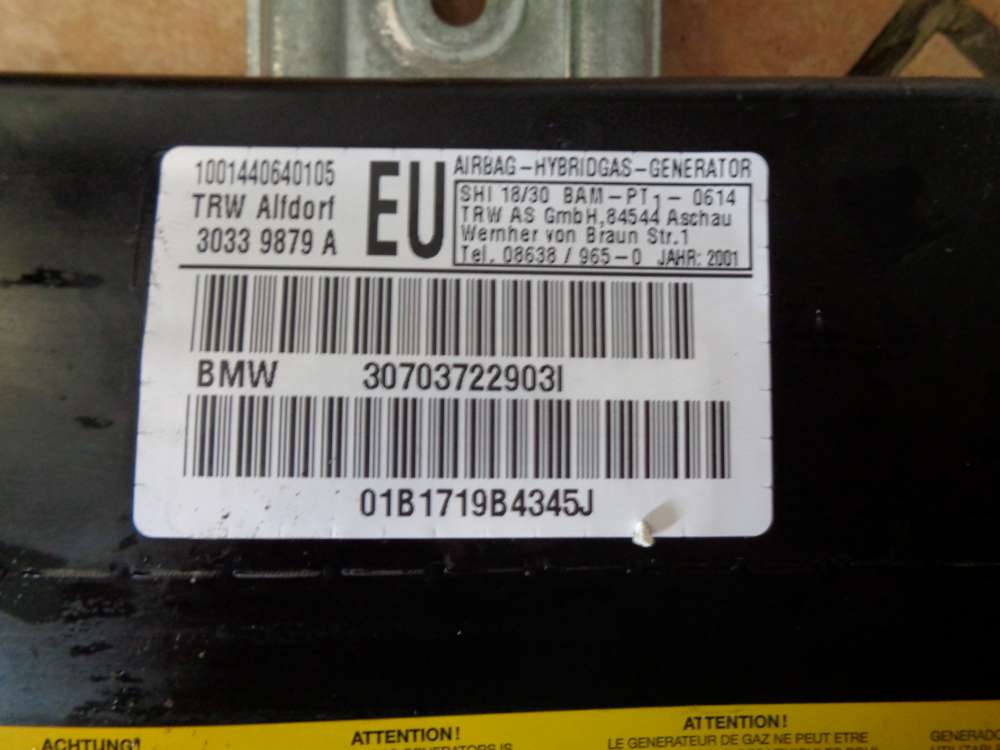 1001440640105
TRW Alfdorf
3033 9879 A
EU
AIRBAG-HYBRIDGAS-GENERATOR
SHI 18/30 BAM-PT1- 0614
TRW AS GmbH,84544 Aschau
Wernher von Braun Str.1
Tel. 08638 / 965-0 JAHR: 2001
BMW 30703722903I
01B1719B4345J
ACHTUNG!
ATTENTION!
GENERATORS IS
ATTENTION!
LE GENERATEUR DE GAZ NE PEUT ETRE